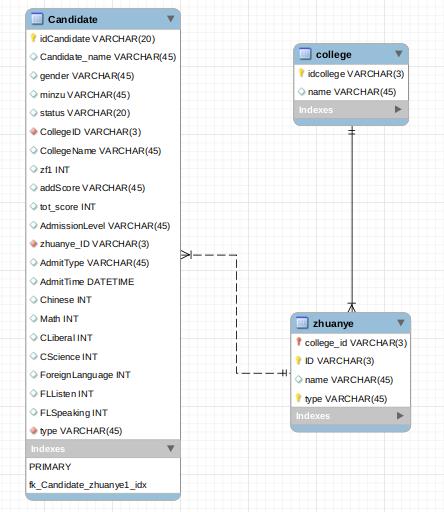 Candidate
idCandidate VARCHAR(20)
Candidate_name VARCHAR(45)
gender VARCHAR(45)
minzu VARCHAR(45)
status VARCHAR(20)
CollegeID VARCHAR(3)
CollegeName VARCHAR(45)
zf1 INT
addScore VARCHAR(45)
tot_score INT
AdmissionLevel VARCHAR(45)
zhuanye_ID VARCHAR(3)
AdmitType VARCHAR(45)
AdmitTime DATETIME
Chinese INT
Math INT
CLiberal INT
CScience INT
ForeignLanguage INT
FLListen INT
FLSpeaking INT
type VARCHAR(45)
Indexes
PRIMARY
fk_Candidate_zhuanye1_idx
college
idcollege VARCHAR(3)
name VARCHAR(45)
Indexes
zhuanye
college_id VARCHAR(3)
ID VARCHAR(3)
name VARCHAR(45)
type VARCHAR(45)
Indexes